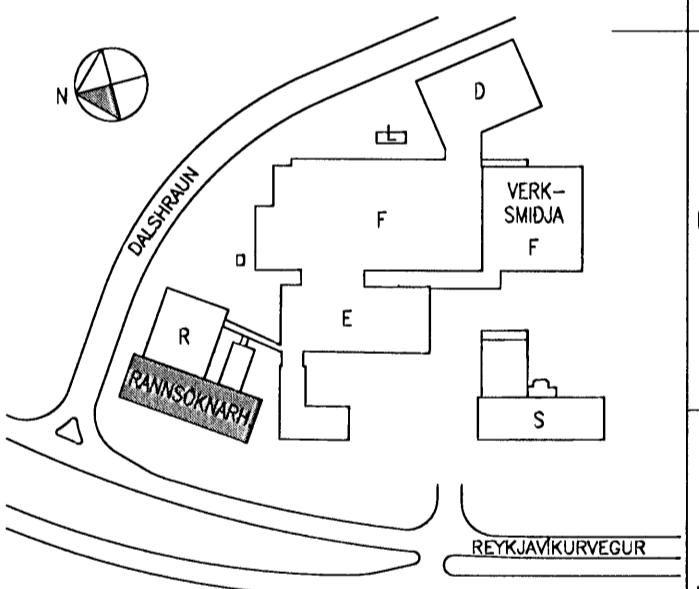 N
D
L
DALSHRAUN
VERK-
SMIÐJA
F
F
E
R
RANNSÓKNARH.
S
REYKJAVÍKURVEGUR